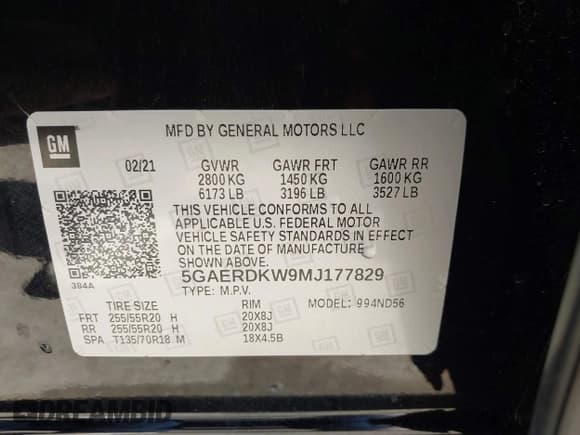 GM
MFD BY GENERAL MOTORS LLC
02/21 GVWR GAWR FRT GAWR RR
2800 KG 1450 KG 1600 KG
6173 LB 3196 LB 3527 LB
THIS VEHICLE CONFORMS TO ALL
APPLICABLE U.S. FEDERAL MOTOR
VEHICLE SAFETY STANDARDS IN EFFECT
ON THE DATE OF MANUFACTURE
SHOWN ABOVE.
384A
5GAERDKW9MJ177829
TYPE: M.P.V.
TIRE SIZE RIM MODEL: 994ND56
FRT 255/55R20 H 20X8J
RR 255/55R20 H 20X8J
SPA T135/70R18 M 18X4.5B
DREAMBID